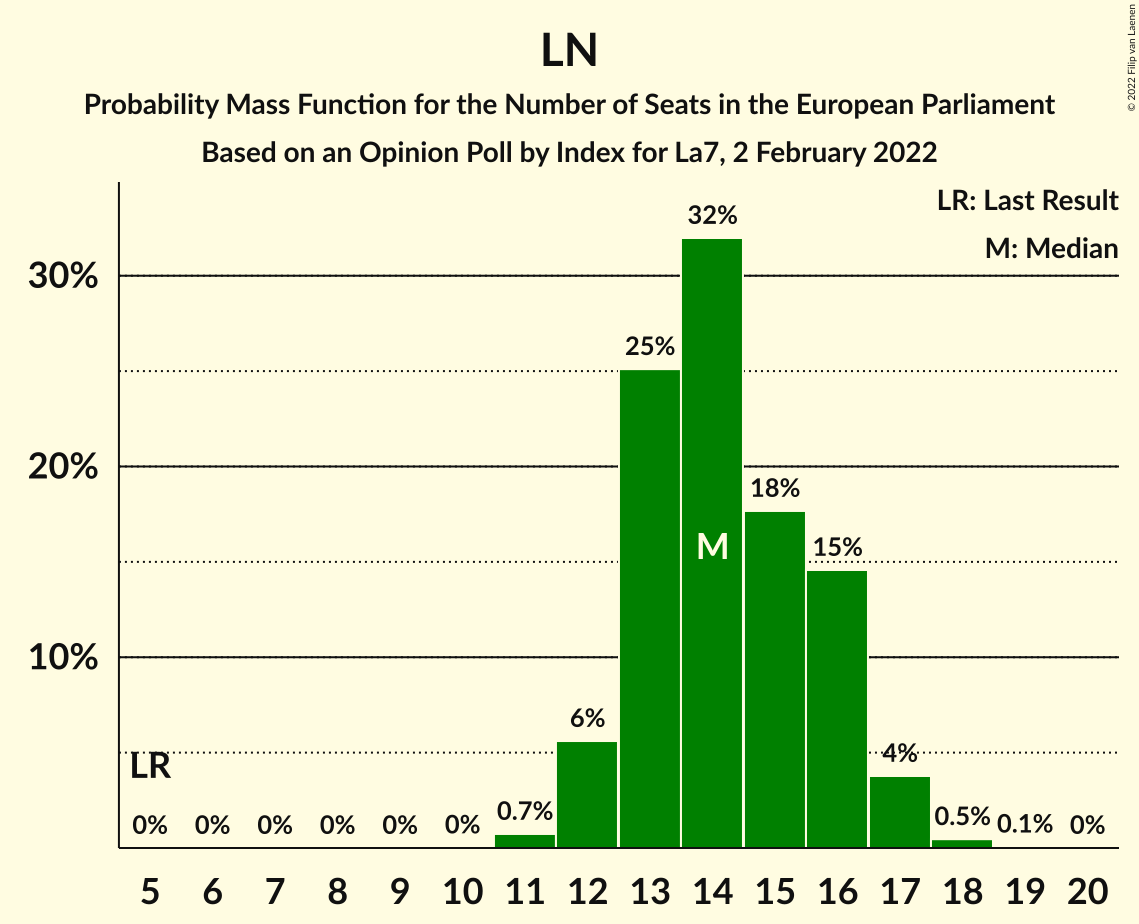 LN
Probability Mass Function for the Number of Seats in the European Parliament
Based on an Opinion Poll by Index for La7, 2 February 2022
© 2022 Filip van Laenen
LR: Last Result
M: Median
30%
20%
10%
32%
25%
18%
M
15%
6%
4%
LR
0% 0% 0% 0% 0% 0% 0.7% 0.5% 0.1% 0%
5 6 7 8 9 10 11 12 13 14 15 16 17 18 19 20